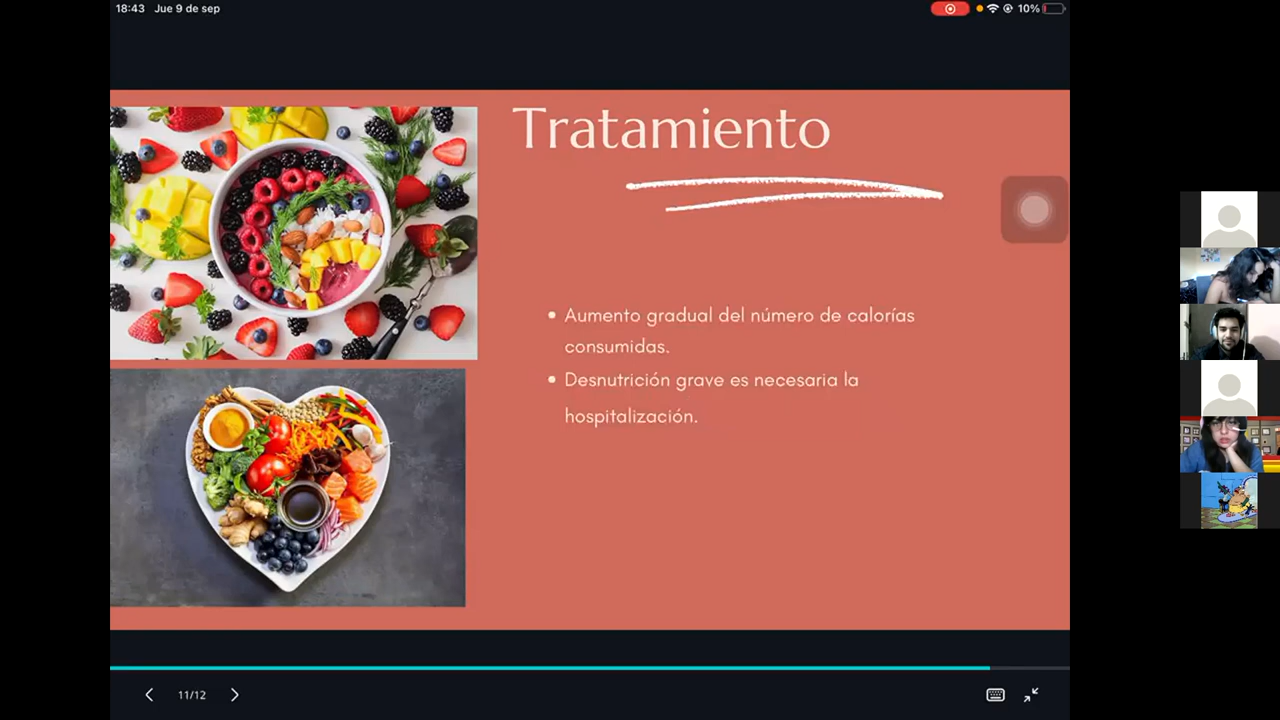 18:43 Jue 9 de sep
10%
Tratamiento
• Aumento gradual del número de calorías
consumidas.
• Desnutrición grave es necesaria la
hospitalización.
11/12